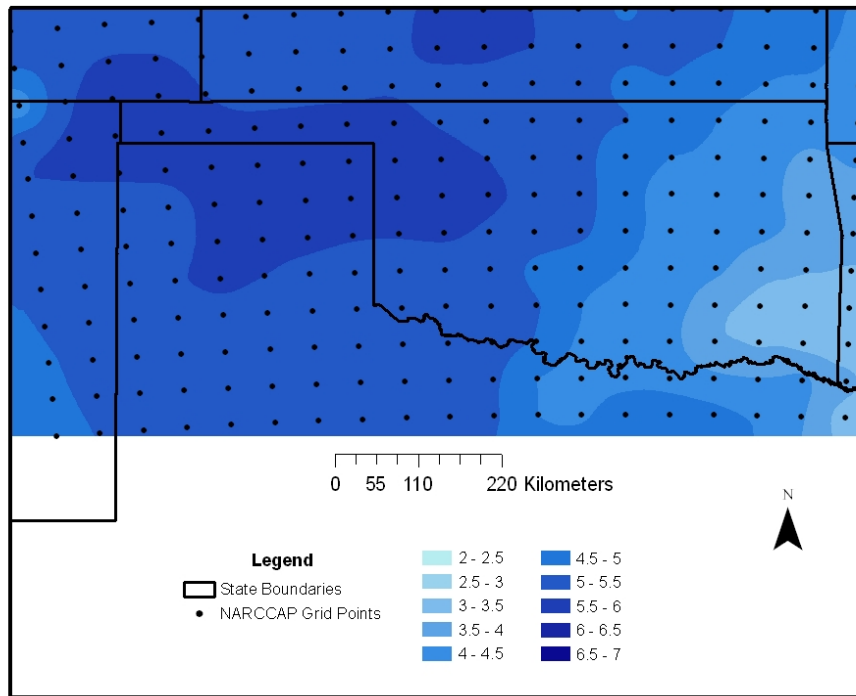 0 55 110 220 Kilometers
N
Legend
State Boundaries
NARCCAP Grid Points
2 - 2.5
2.5 - 3
3 - 3.5
3.5 - 4
4 - 4.5
4.5 - 5
5 - 5.5
5.5 - 6
6 - 6.5
6.5 - 7